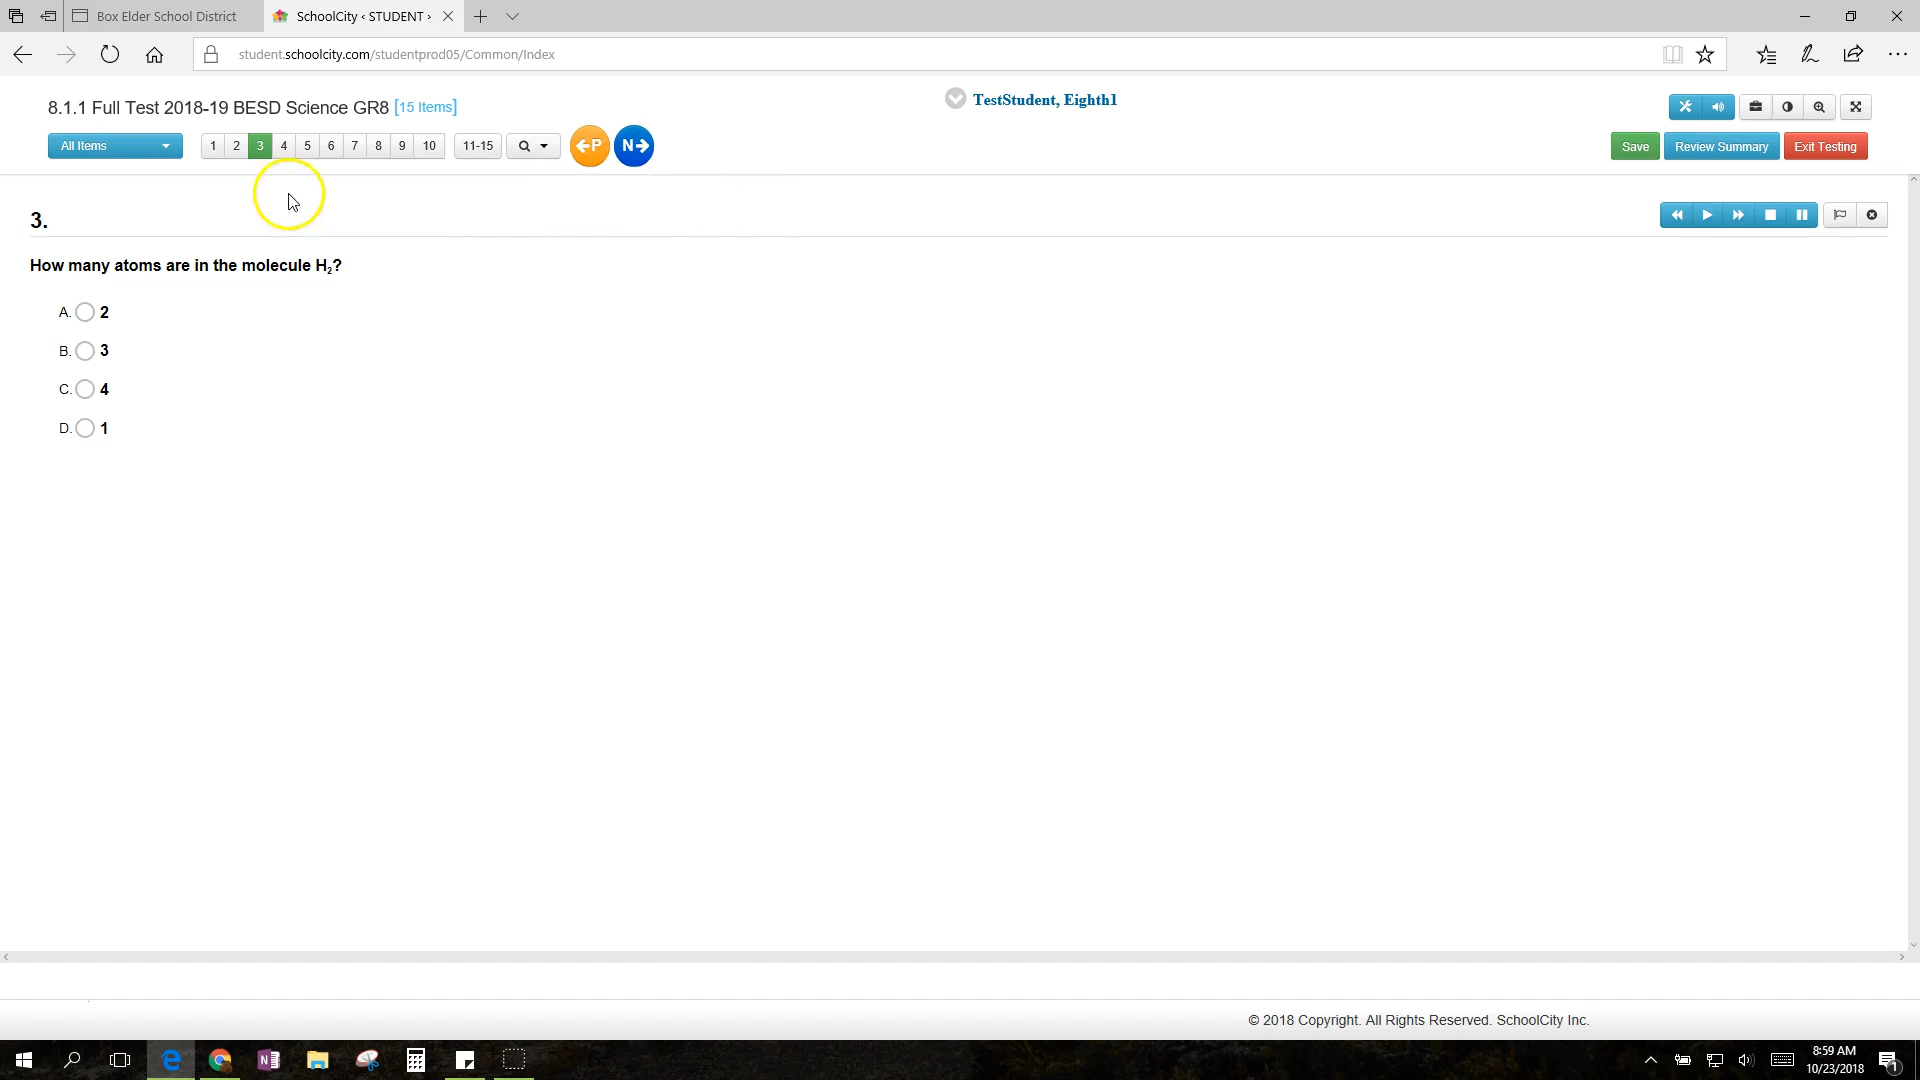 Box Elder School District
SchoolCity ‹ STUDENT ›
student.schoolcity.com/studentprod05/Common/Index
8.1.1 Full Test 2018-19 BESD Science GR8 [15 Items]
TestStudent, Eighth1
All Items
1 2 3 4 5 6 7 8 9 10 11-15
P N
Save Review Summary Exit Testing
3.
How many atoms are in the molecule H₂?
A. 2
B. 3
C. 4
D. 1
© 2018 Copyright. All Rights Reserved. SchoolCity Inc.
8:59 AM
10/23/2018
1